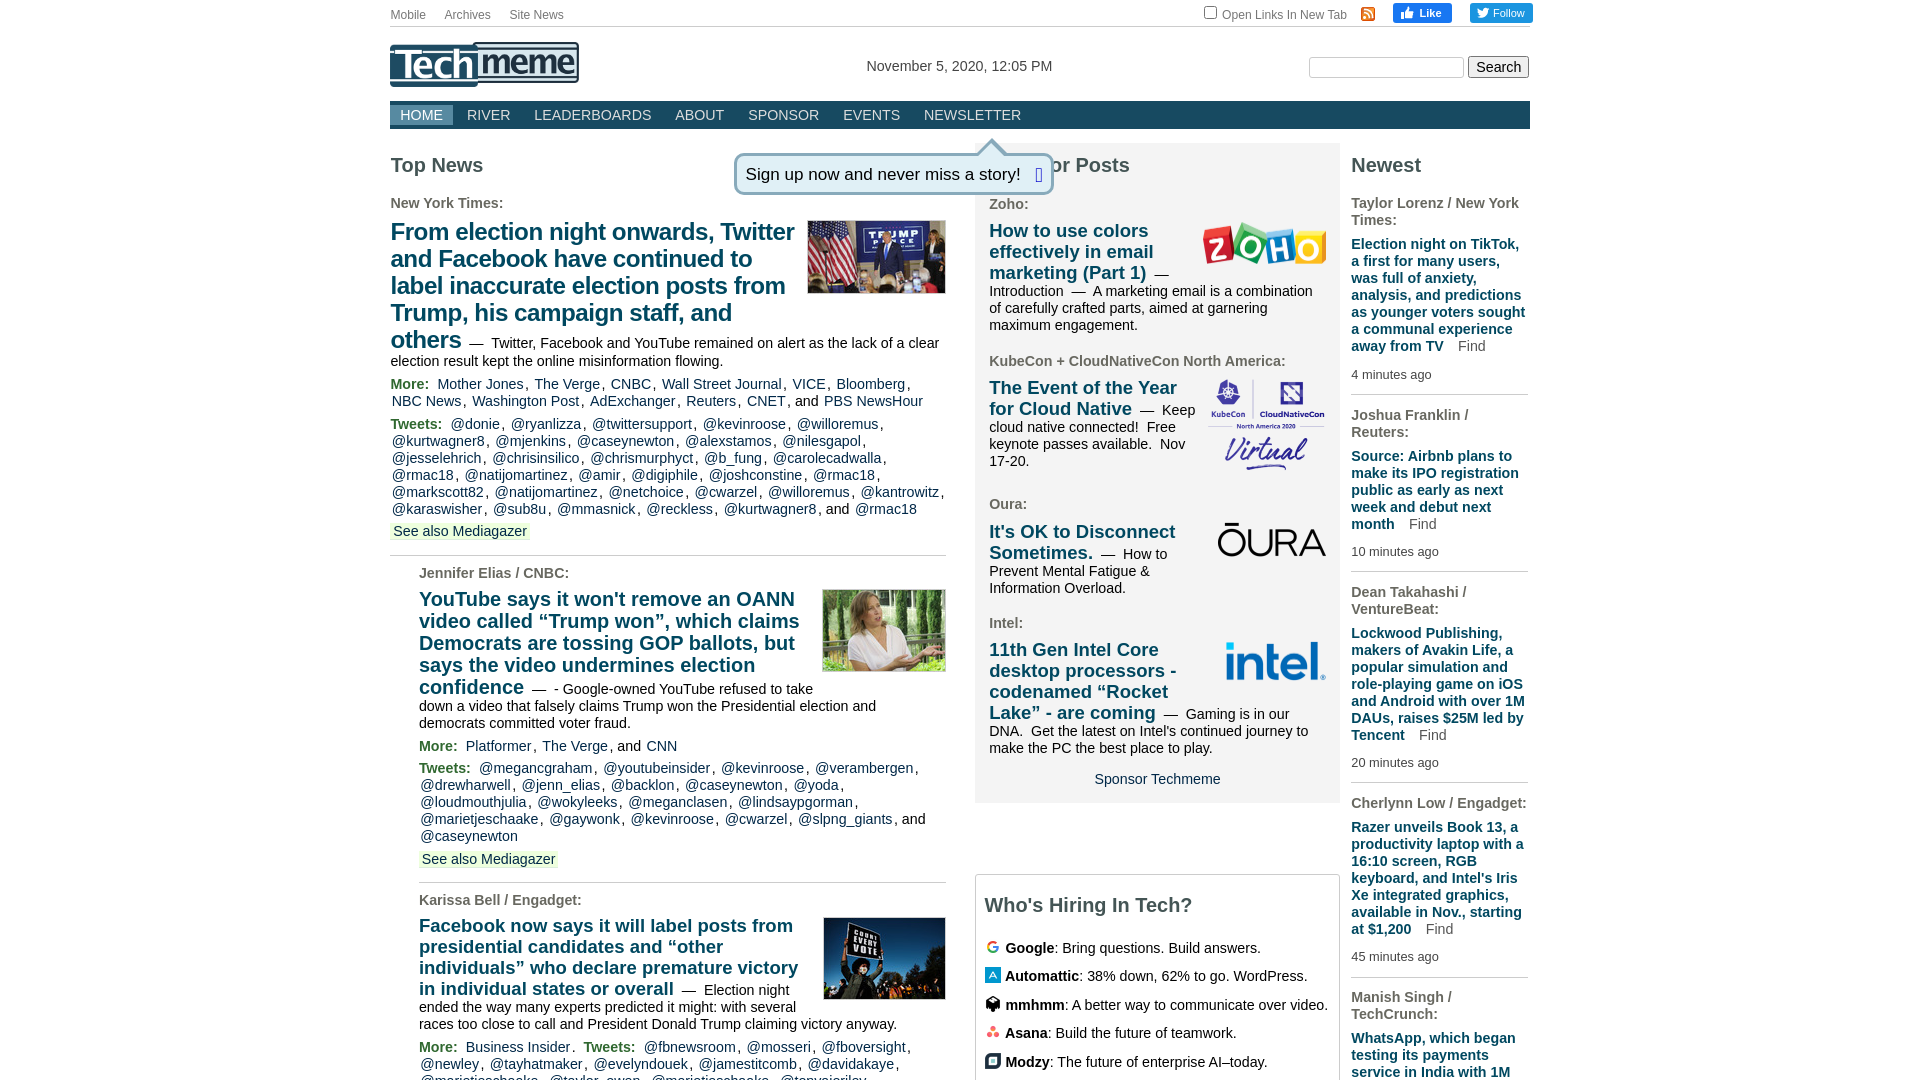 Mobile Archives Site News
Open Links In New Tab Like Follow
Techmeme
November 5, 2020, 12:05 PM
Search
HOME RIVER LEADERBOARDS ABOUT SPONSOR EVENTS NEWSLETTER
Sign up now and never miss a story!
Top News
New York Times:
From election night onwards, Twitter
and Facebook have continued to
label inaccurate election posts from
Trump, his campaign staff, and
others — Twitter, Facebook and YouTube remained on alert as the lack of a clear
election result kept the online misinformation flowing.
TRUMP
PENCE
More: Mother Jones, The Verge, CNBC, Wall Street Journal, VICE, Bloomberg,
NBC News, Washington Post, AdExchanger, Reuters, CNET, and PBS NewsHour
Tweets: @donie, @ryanlizza, @twittersupport, @kevinroose, @willoremus,
@kurtwagner8, @mjenkins, @caseynewton, @alexstamos, @nilesgapol,
@jesselehrich, @chrisinsilico, @chrismurphyct, @b_fung, @carolecadwalla,
@rmac18, @natijomartinez, @amir, @digiphile, @joshconstine, @rmac18,
@markscott82, @natijomartinez, @netchoice, @cwarzel, @willoremus, @kantrowitz,
@karaswisher, @sub8u, @mmasnick, @reckless, @kurtwagner8, and @rmac18
See also Mediagazer
Jennifer Elias / CNBC:
YouTube says it won't remove an OANN
video called “Trump won”, which claims
Democrats are tossing GOP ballots, but
says the video undermines election
confidence — - Google-owned YouTube refused to take
down a video that falsely claims Trump won the Presidential election and
democrats committed voter fraud.
More: Platformer, The Verge, and CNN
Tweets: @megancgraham, @youtubeinsider, @kevinroose, @verambergen,
@drewharwell, @jenn_elias, @backlon, @caseynewton, @yoda,
@loudmouthjulia, @wokyleeks, @meganclasen, @lindsaypgorman,
@marietjeschaake, @gaywonk, @kevinroose, @cwarzel, @slpng_giants, and
@caseynewton
See also Mediagazer
Karissa Bell / Engadget:
Facebook now says it will label posts from
presidential candidates and “other
individuals” who declare premature victory
in individual states or overall — Election night
ended the way many experts predicted it might: with several
races too close to call and President Donald Trump claiming victory anyway.
COUNT
EVERY
VOTE
More: Business Insider. Tweets: @fbnewsroom, @mosseri, @fboversight,
@newley, @tayhatmaker, @evelyndouek, @jamestitcomb, @davidakaye,
or Posts
Zoho:
How to use colors
effectively in email
marketing (Part 1) —
Introduction — A marketing email is a combination
of carefully crafted parts, aimed at garnering
maximum engagement.
ZOHO
KubeCon + CloudNativeCon North America:
The Event of the Year
for Cloud Native — Keep
cloud native connected! Free
keynote passes available. Nov
17-20.
KubeCon CloudNativeCon
North America 2020
Virtual
Oura:
It's OK to Disconnect
Sometimes. — How to
Prevent Mental Fatigue &
Information Overload.
ŌURA
Intel:
11th Gen Intel Core
desktop processors -
codenamed “Rocket
Lake” - are coming — Gaming is in our
DNA. Get the latest on Intel's continued journey to
make the PC the best place to play.
intel.
Sponsor Techmeme
Who's Hiring In Tech?
Google: Bring questions. Build answers.
Automattic: 38% down, 62% to go. WordPress.
mmhmm: A better way to communicate over video.
Asana: Build the future of teamwork.
Modzy: The future of enterprise AI–today.
Newest
Taylor Lorenz / New York
Times:
Election night on TikTok,
a first for many users,
was full of anxiety,
analysis, and predictions
as younger voters sought
a communal experience
away from TV Find
4 minutes ago
Joshua Franklin /
Reuters:
Source: Airbnb plans to
make its IPO registration
public as early as next
week and debut next
month Find
10 minutes ago
Dean Takahashi /
VentureBeat:
Lockwood Publishing,
makers of Avakin Life, a
popular simulation and
role-playing game on iOS
and Android with over 1M
DAUs, raises $25M led by
Tencent Find
20 minutes ago
Cherlynn Low / Engadget:
Razer unveils Book 13, a
productivity laptop with a
16:10 screen, RGB
keyboard, and Intel's Iris
Xe integrated graphics,
available in Nov., starting
at $1,200 Find
45 minutes ago
Manish Singh /
TechCrunch:
WhatsApp, which began
testing its payments
service in India with 1M